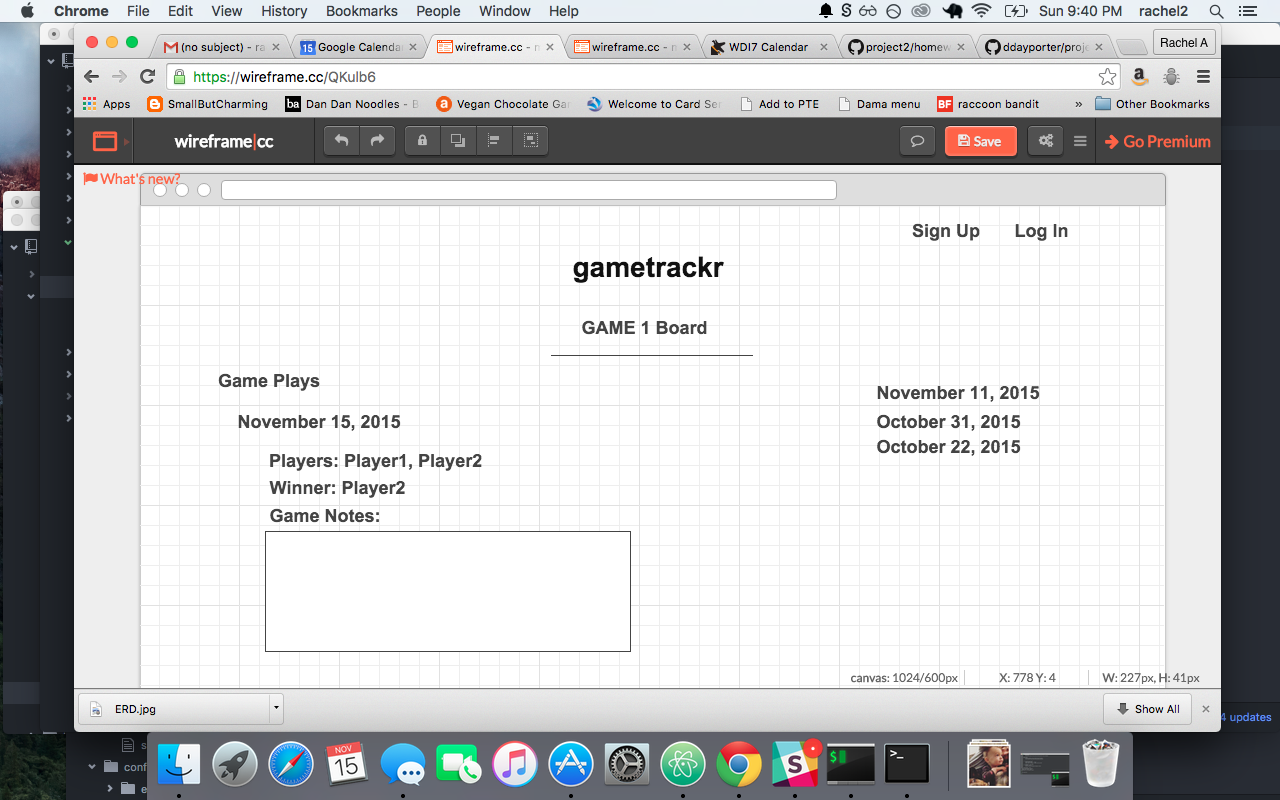 Chrome File Edit View History Bookmarks People Window Help Sun 9:40 PM rachel2
(no subject) - ra Google Calendar wireframe.cc - m wireframe.cc - m WDI7 Calendar project2/homew ddayporter/proje Rachel A
https://wireframe.cc/QKulb6
Apps SmallButCharming ba Dan Dan Noodles - B a Vegan Chocolate Ga Welcome to Card Ser Add to PTE Dama menu BF raccoon bandit » Other Bookmarks
wireframe|cc Save Go Premium
What's new?
Sign Up Log In
gametrackr
GAME 1 Board
Game Plays
November 11, 2015
November 15, 2015
October 31, 2015
October 22, 2015
Players: Player1, Player2
Winner: Player2
Game Notes:
canvas: 1024/600px X: 778 Y: 4 W: 227px, H: 41px
ERD.jpg Show All
4 updates
conf
NOV
15